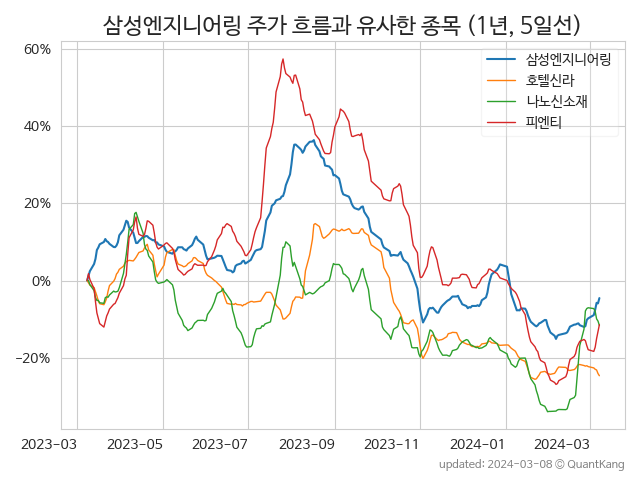 삼성엔지니어링 주가 흐름과 유사한 종목 (1년, 5일선)
60%
40%
20%
0%
−20%
삼성엔지니어링
호텔신라
나노신소재
피엔티
2023-03
2023-05
2023-07
2023-09
2023-11
2024-01
2024-03
updated: 2024-03-08 © QuantKang